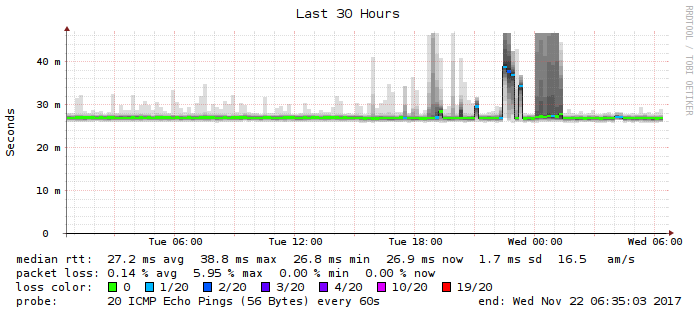 Last 30 Hours
RRDTOOL / TOBI OETIKER
Seconds
40 m
30 m
20 m
10 m
0
Tue 06:00 Tue 12:00 Tue 18:00 Wed 00:00 Wed 06:00
median rtt: 27.2 ms avg 38.8 ms max 26.8 ms min 26.9 ms now 1.7 ms sd 16.5 am/s
packet loss: 0.14 % avg 5.95 % max 0.00 % min 0.00 % now
loss color: 0 1/20 2/20 3/20 4/20 10/20 19/20
probe: 20 ICMP Echo Pings (56 Bytes) every 60s end: Wed Nov 22 06:35:03 2017